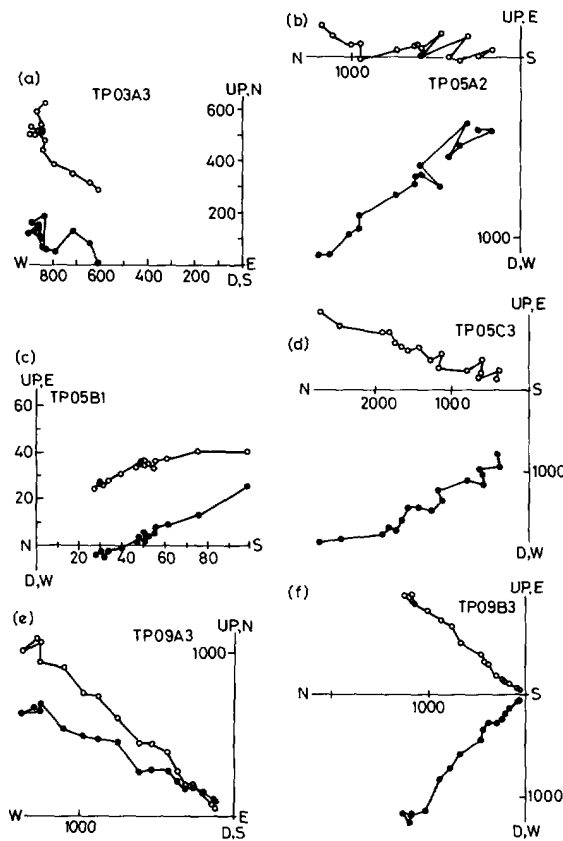 (a)
TP03A3
UP,N
600
400
200
W
800
600
400
200
E
D,S
(b)
UP,E
N
1000
S
TP05A2
1000
D,W
(c)
UP,E
TP05B1
60
40
20
N
20
40
60
80
S
D,W
(d)
UP,E
TP05C3
N
2000
1000
S
1000
D,W
(e)
UP,N
TP09A3
1000
W
1000
E
D,S
(f)
UP,E
TP09B3
N
1000
S
1000
D,W